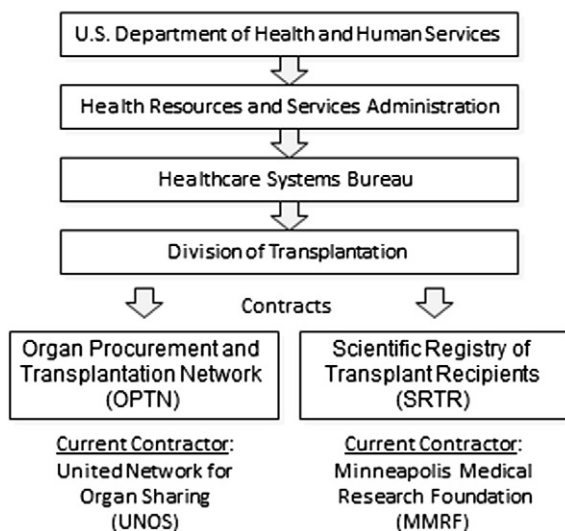 U.S. Department of Health and Human Services
Health Resources and Services Administration
Healthcare Systems Bureau
Division of Transplantation
Contracts
Organ Procurement and
Transplantation Network
(OPTN)
Current Contractor:
United Network for
Organ Sharing
(UNOS)
Scientific Registry of
Transplant Recipients
(SRTR)
Current Contractor:
Minneapolis Medical
Research Foundation
(MMRF)